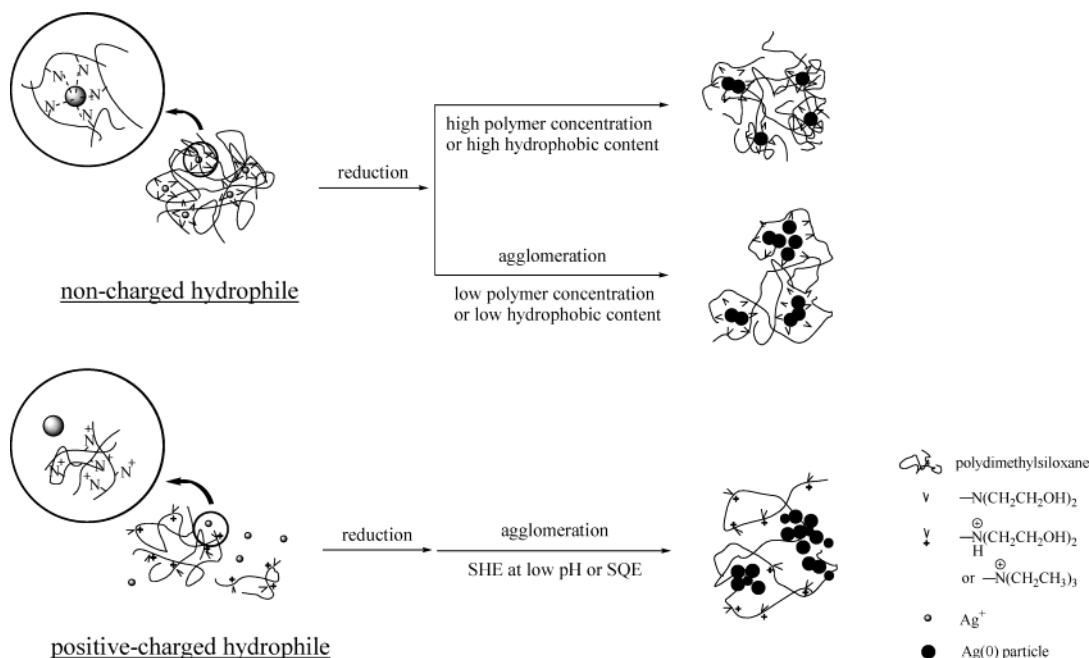 N
N
N
N
N
+
reduction
high polymer concentration
or high hydrophobic content
agglomeration
low polymer concentration
or low hydrophobic content
non-charged hydrophile
+
N
N
+
N
+
N
+
N
reduction
agglomeration
SHE at low pH or SQE
positive-charged hydrophile
polydimethylsiloxane
—N(CH₂CH₂OH)₂
⊕
—N(CH₂CH₂OH)₂
H
⊕
or —N(CH₂CH₃)₃
Ag⁺
Ag(0) particle